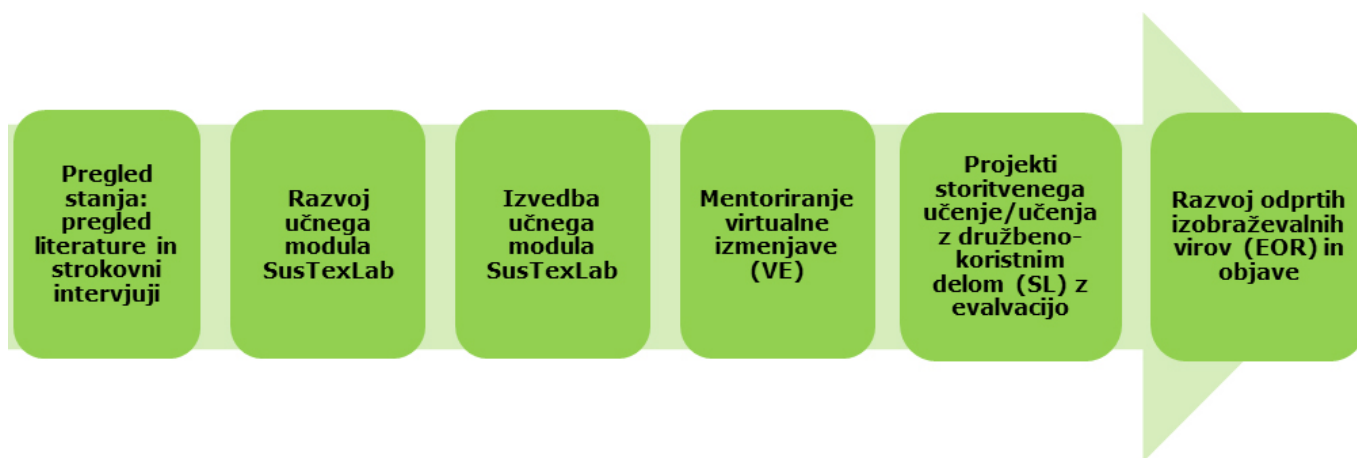 Pregled
stanja:
pregled
literature in
strokovni
intervjuji
Razvoj
učnega
modula
SusTexLab
Izvedba
učnega
modula
SusTexLab
Mentoriranje
virtualne
izmenjave
(VE)
Projekti
storitvenega
učenje/učenja
z družbeno-
koristnim
delom (SL) z
evalvacijo
Razvoj odprtih
izobraževalnih
virov (EOR) in
objave